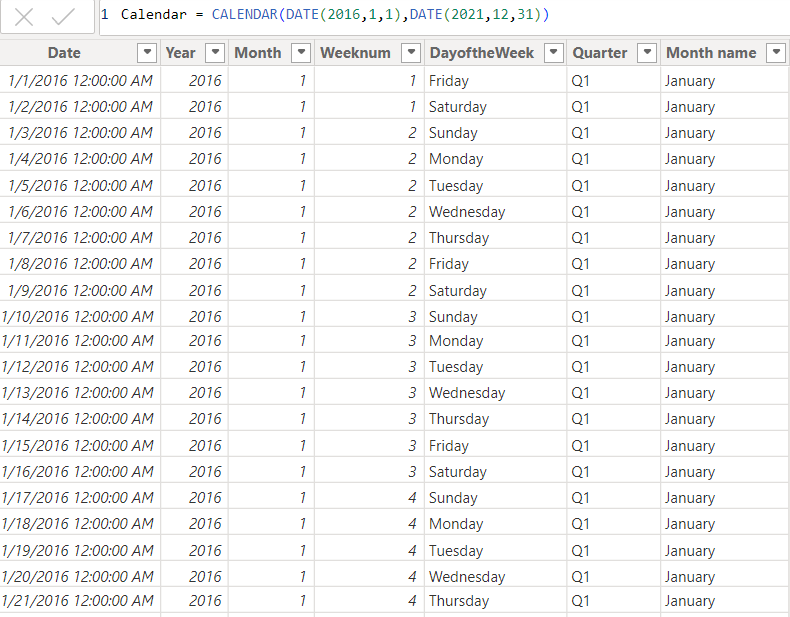 1 Calendar = CALENDAR(DATE(2016,1,1),DATE(2021,12,31))
Date Year Month Weeknum DayoftheWeek Quarter Month name
1/1/2016 12:00:00 AM 2016 1 1 Friday Q1 January
1/2/2016 12:00:00 AM 2016 1 1 Saturday Q1 January
1/3/2016 12:00:00 AM 2016 1 2 Sunday Q1 January
1/4/2016 12:00:00 AM 2016 1 2 Monday Q1 January
1/5/2016 12:00:00 AM 2016 1 2 Tuesday Q1 January
1/6/2016 12:00:00 AM 2016 1 2 Wednesday Q1 January
1/7/2016 12:00:00 AM 2016 1 2 Thursday Q1 January
1/8/2016 12:00:00 AM 2016 1 2 Friday Q1 January
1/9/2016 12:00:00 AM 2016 1 2 Saturday Q1 January
1/10/2016 12:00:00 AM 2016 1 3 Sunday Q1 January
1/11/2016 12:00:00 AM 2016 1 3 Monday Q1 January
1/12/2016 12:00:00 AM 2016 1 3 Tuesday Q1 January
1/13/2016 12:00:00 AM 2016 1 3 Wednesday Q1 January
1/14/2016 12:00:00 AM 2016 1 3 Thursday Q1 January
1/15/2016 12:00:00 AM 2016 1 3 Friday Q1 January
1/16/2016 12:00:00 AM 2016 1 3 Saturday Q1 January
1/17/2016 12:00:00 AM 2016 1 4 Sunday Q1 January
1/18/2016 12:00:00 AM 2016 1 4 Monday Q1 January
1/19/2016 12:00:00 AM 2016 1 4 Tuesday Q1 January
1/20/2016 12:00:00 AM 2016 1 4 Wednesday Q1 January
1/21/2016 12:00:00 AM 2016 1 4 Thursday Q1 January